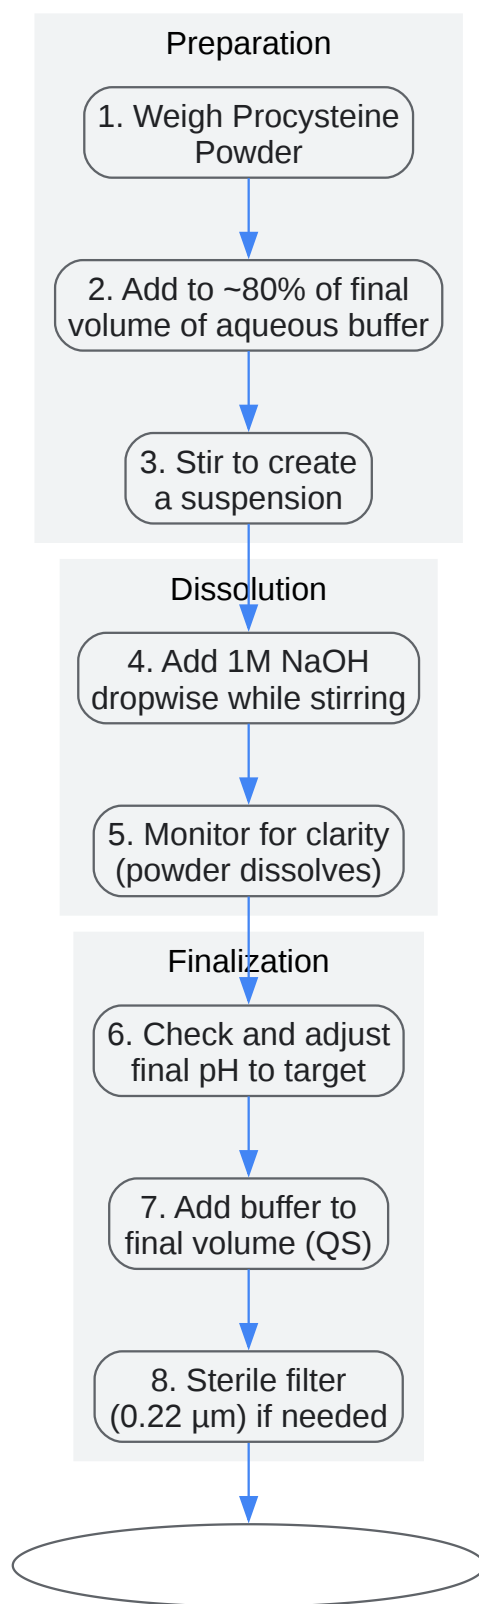 Preparation
1. Weigh Procysteine
Powder
2. Add to ~80% of final
volume of aqueous buffer
3. Stir to create
a suspension
Dissolution
4. Add 1M NaOH
dropwise while stirring
5. Monitor for clarity
(powder dissolves)
Finalization
6. Check and adjust
final pH to target
7. Add buffer to
final volume (QS)
8. Sterile filter
(0.22 µm) if needed